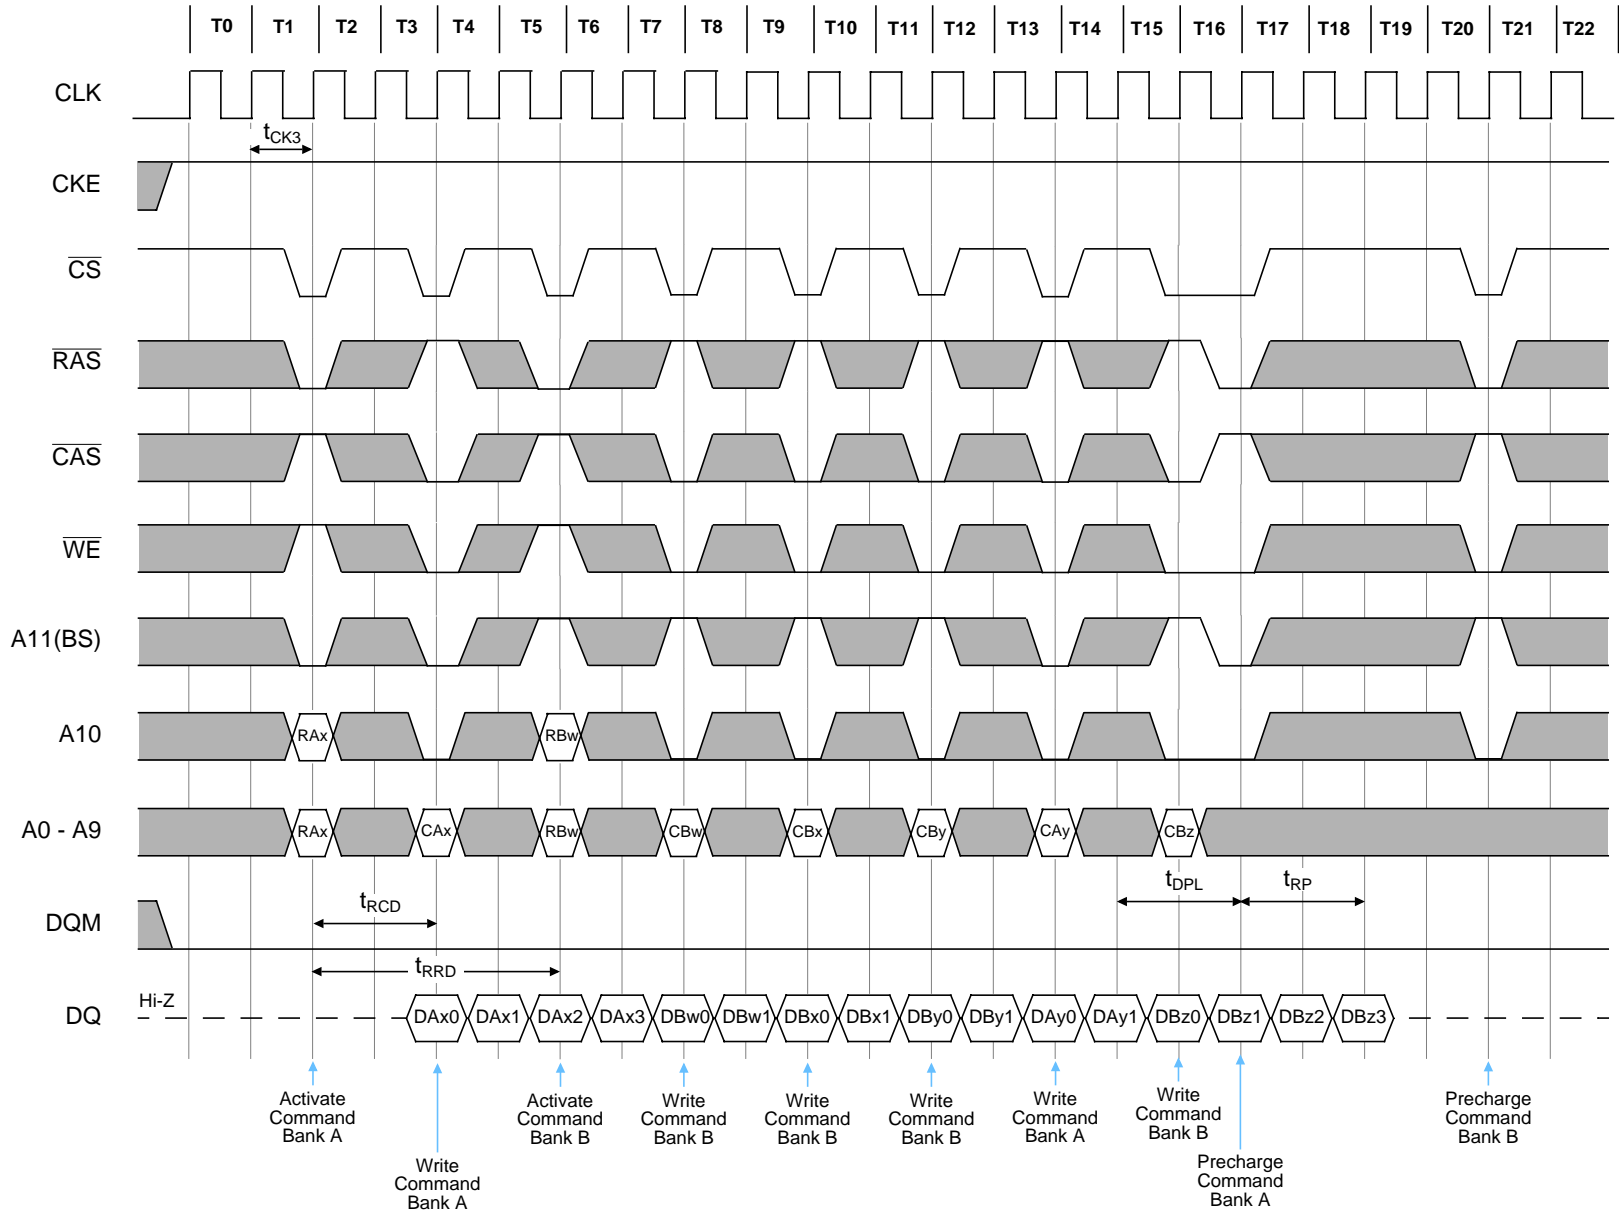 T0 T1 T2 T3 T4 T5 T6 T7 T8 T9 T10 T11 T12 T13 T14 T15 T16 T17 T18 T19 T20 T21 T22
CLK
tCK3
CKE
CS
RAS
CAS
WE
A11(BS)
A10
RAx RBw
A0 - A9
RAx CAx RBw CBw CBx CBy CAy CBz
tDPL tRP
DQM
tRCD
tRRD
Hi-Z
DQ
DAx0 DAx1 DAx2 DAx3 DBw0 DBw1 DBx0 DBx1 DBy0 DBy1 DAy0 DAy1 DBz0 DBz1 DBz2 DBz3
Activate
Command
Bank A
Write
Command
Bank A
Activate
Command
Bank B
Write
Command
Bank B
Write
Command
Bank B
Write
Command
Bank B
Write
Command
Bank A
Write
Command
Bank B
Precharge
Command
Bank A
Precharge
Command
Bank B